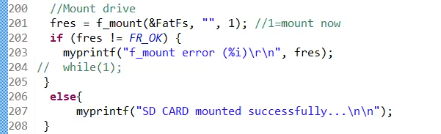 200 //Mount drive
201 fres = f_mount(&FatFs, "", 1); //1=mount now
202 if (fres != FR_OK) {
203 myprintf("f_mount error (%i)\r\n", fres);
204 // while(1);
205 }
206 else{
207 myprintf("SD CARD mounted successfully...\n\n");
208 }